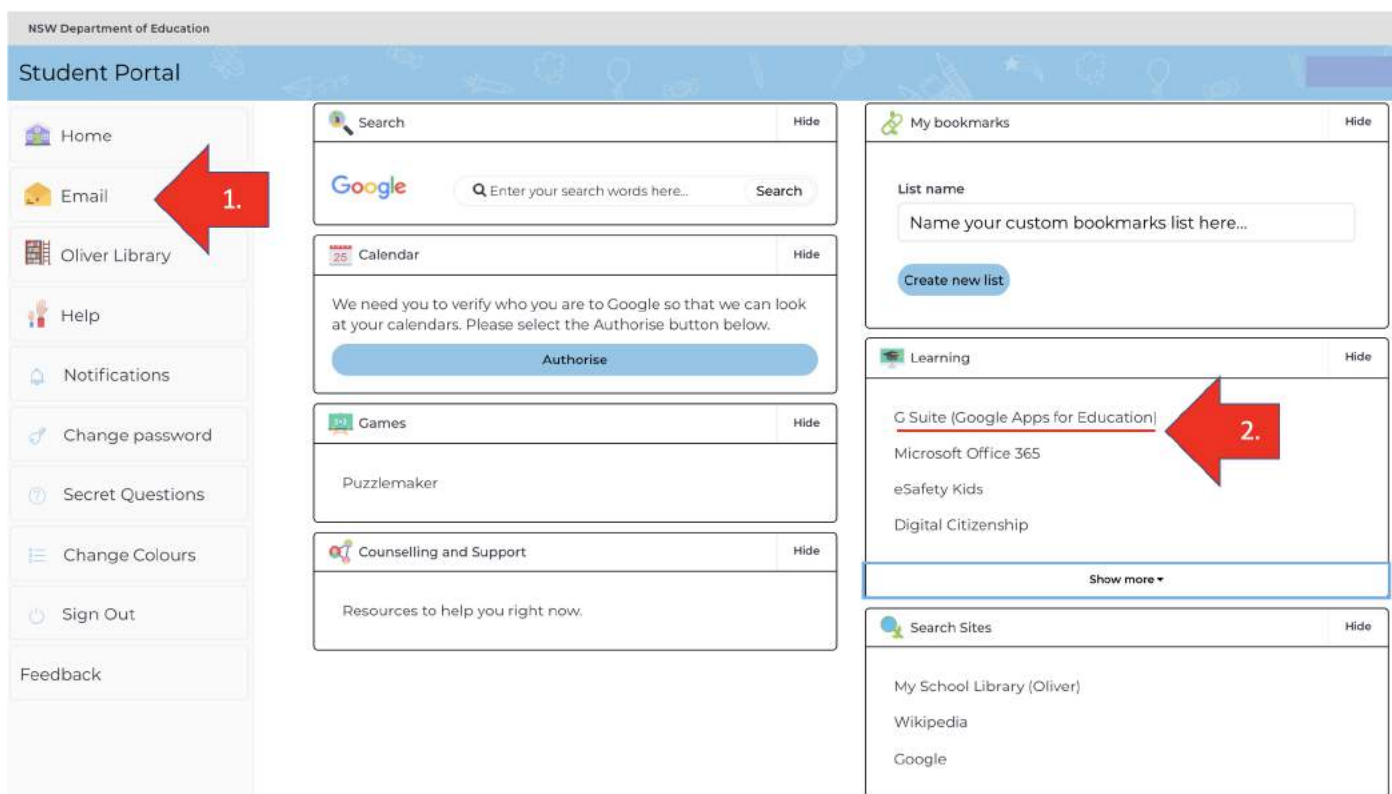 NSW Department of Education
Student Portal
Home
Email
1.
Oliver Library
Help
Notifications
Change password
Secret Questions
Change Colours
Sign Out
Feedback
Search
Hide
Google
Enter your search words here...
Search
25
Calendar
Hide
We need you to verify who you are to Google so that we can look
at your calendars. Please select the Authorise button below.
Authorise
Games
Hide
Puzzlemaker
Counselling and Support
Hide
Resources to help you right now.
My bookmarks
Hide
List name
Name your custom bookmarks list here...
Create new list
Learning
Hide
G Suite (Google Apps for Education)
2.
Microsoft Office 365
eSafety Kids
Digital Citizenship
Show more
Search Sites
Hide
My School Library (Oliver)
Wikipedia
Google